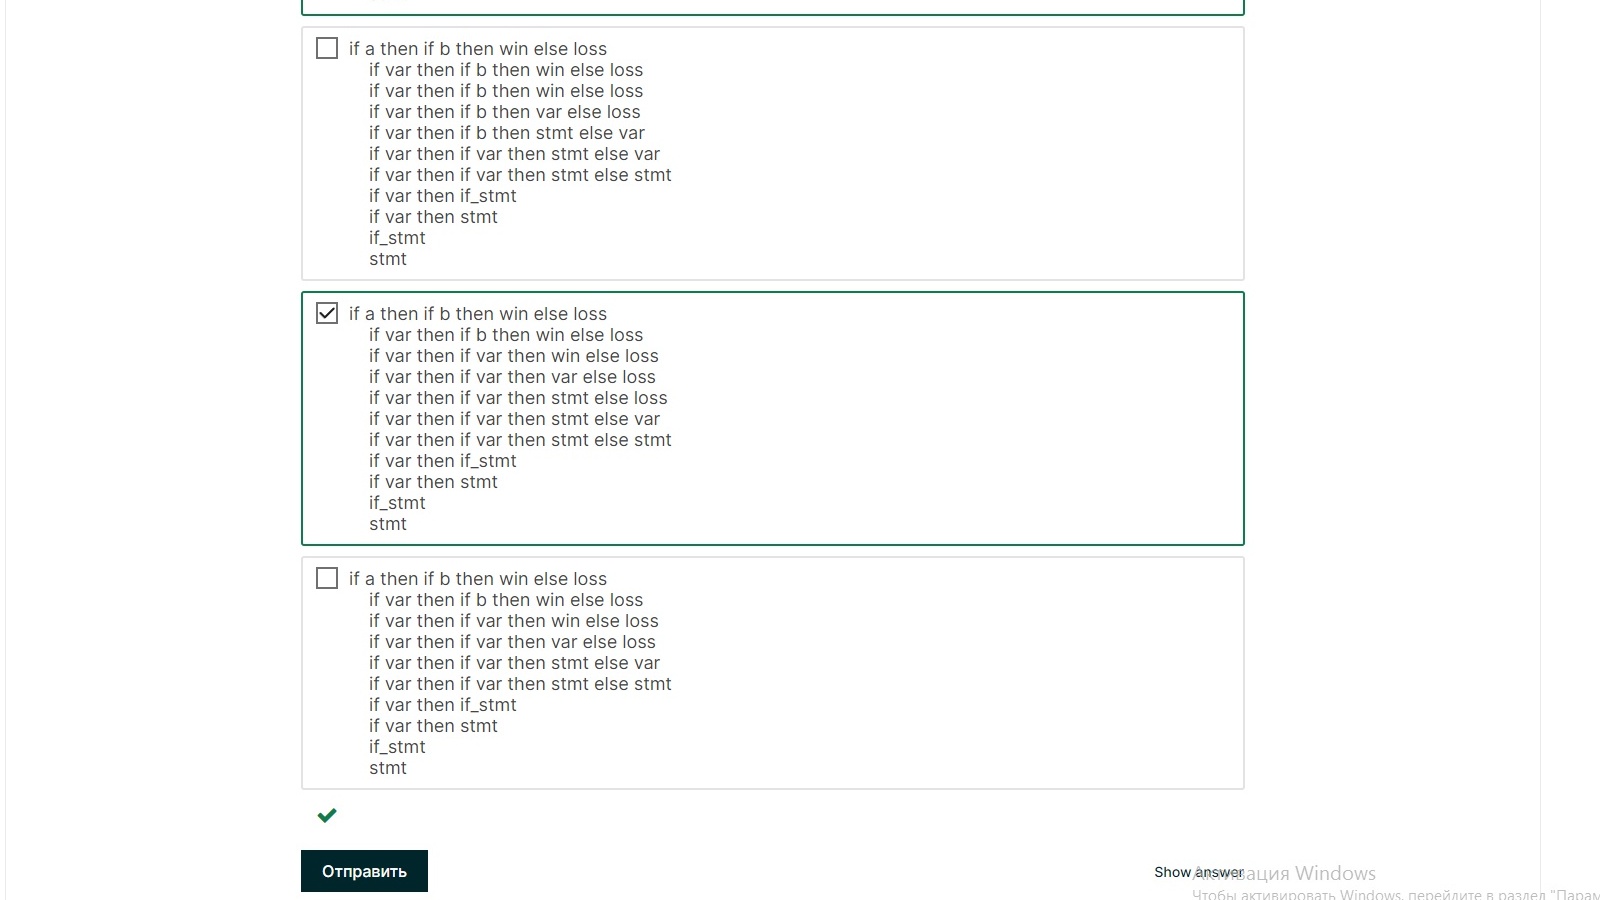 if a then if b then win else loss
if var then if b then win else loss
if var then if b then win else loss
if var then if b then var else loss
if var then if b then stmt else var
if var then if var then stmt else var
if var then if var then stmt else stmt
if var then if_stmt
if var then stmt
if_stmt
stmt
if a then if b then win else loss
if var then if b then win else loss
if var then if var then win else loss
if var then if var then var else loss
if var then if var then stmt else loss
if var then if var then stmt else var
if var then if var then stmt else stmt
if var then if_stmt
if var then stmt
if_stmt
stmt
if a then if b then win else loss
if var then if b then win else loss
if var then if var then win else loss
if var then if var then var else loss
if var then if var then stmt else var
if var then if var then stmt else stmt
if var then if_stmt
if var then stmt
if_stmt
stmt
Отправить
Show answer
Активация Windows
Чтобы активировать Windows, перейдите в раздел "Парам